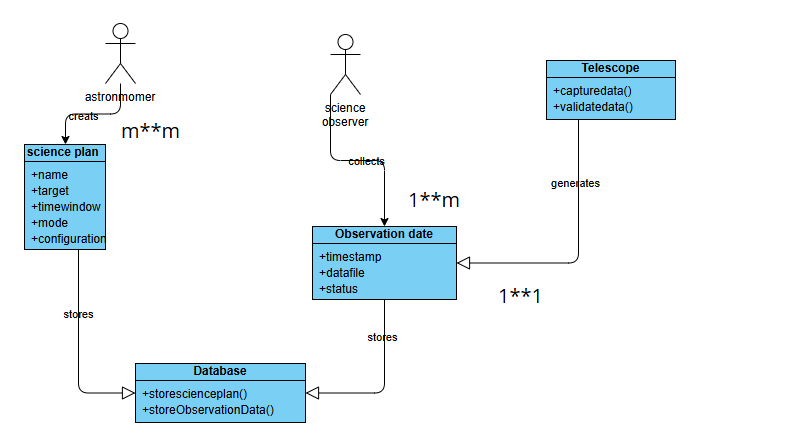 astronmomer
creats
m**m
science plan
+name
+target
+timewindow
+mode
+configuration
science
observer
collects
1**m
Telescope
+capturedata()
+validatedata()
generates
Observation date
+timestamp
+datafile
+status
1**1
stores
stores
Database
+storescienceplan()
+storeObservationData()